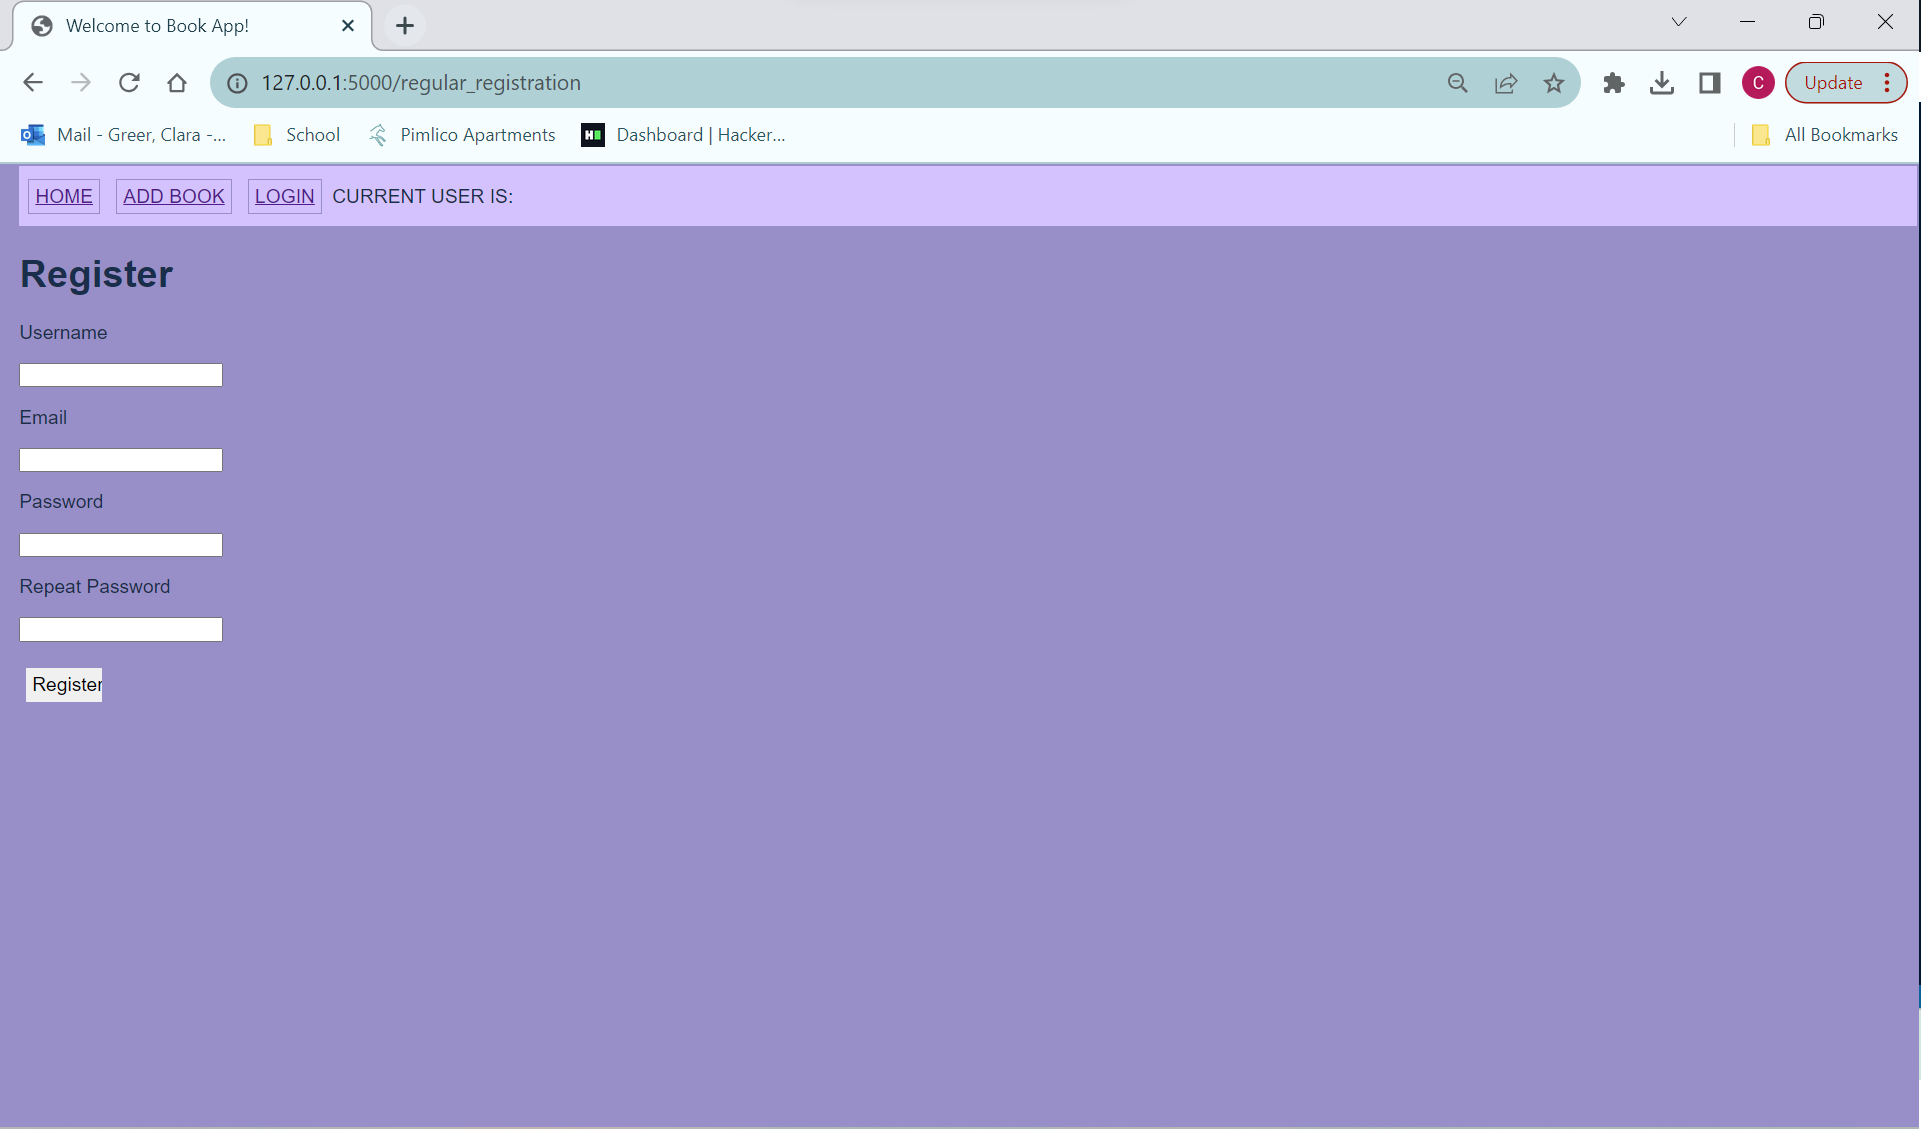 Welcome to Book App!
127.0.0.1:5000/regular_registration
C
Update
Mail - Greer, Clara -...
School
Pimlico Apartments
Dashboard | Hacker...
All Bookmarks
HOME ADD BOOK LOGIN CURRENT USER IS:
Register
Username
Email
Password
Repeat Password
Register